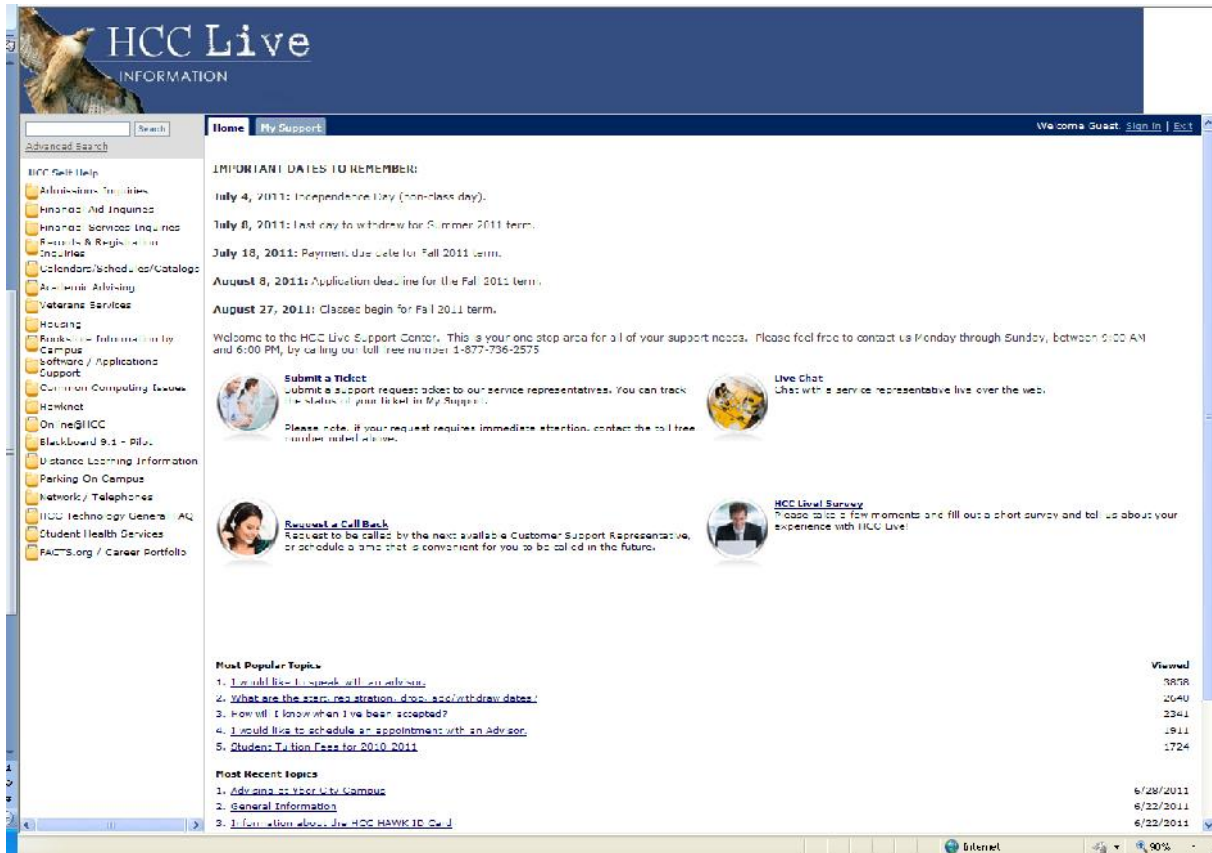 HCC Live
INFORMATION
Search
Advanced Search
Home
My Support
Welcome Guest. Sign In | Exit
HCC Self Help
Admissions Inquiries
Financial Aid Inquiries
Financial Services Inquiries
Records & Registration
Inquiries
Calendars/Schedules/Catalogs
Academic Advising
Veterans Services
Housing
Bookstore Information by
Campus
Software / Applications
Support
Common Computing Issues
Hawknet
Online@HCC
Blackboard 9.1 - Pilot
Distance Learning Information
Parking On Campus
Network / Telephones
HCC Technology General FAQ
Student Health Services
FACTS.org / Career Portfolio
IMPORTANT DATES TO REMEMBER:
July 4, 2011: Independence Day (non-class day).
July 8, 2011: Last day to withdraw for Summer 2011 term.
July 18, 2011: Payment due date for Fall 2011 term.
August 8, 2011: Application deadline for the Fall 2011 term.
August 27, 2011: Classes begin for Fall 2011 term.
Welcome to the HCC Live Support Center. This is your one stop area for all of your support needs. Please feel free to contact us Monday through Sunday, between 9:00 AM
and 6:00 PM, by calling our toll free number 1-877-736-2575
Submit a Ticket
Submit a support request ticket to our service representatives. You can track
the status of your ticket in My Support.
Please note, if your request requires immediate attention, contact the toll free
number noted above.
Live Chat
Chat with a service representative live over the web.
Request a Call Back
Request to be called by the next available Customer Support Representative,
or schedule a time that is convenient for you to be called in the future.
HCC Live! Survey
Please take a few moments and fill out a short survey and tell us about your
experience with HCC Live!
Most Popular Topics Viewed
1. I would like to speak with an advisor. 3858
2. What are the start, registration, drop, add/withdraw dates? 2640
3. How will I know when I've been accepted? 2341
4. I would like to schedule an appointment with an Advisor. 1911
5. Student Tuition Fees for 2010-2011 1724
Most Recent Topics
1. Advising at Ybor City Campus 6/28/2011
2. General Information 6/22/2011
3. Information about the HCC HAWK ID Card 6/22/2011
Internet
90%